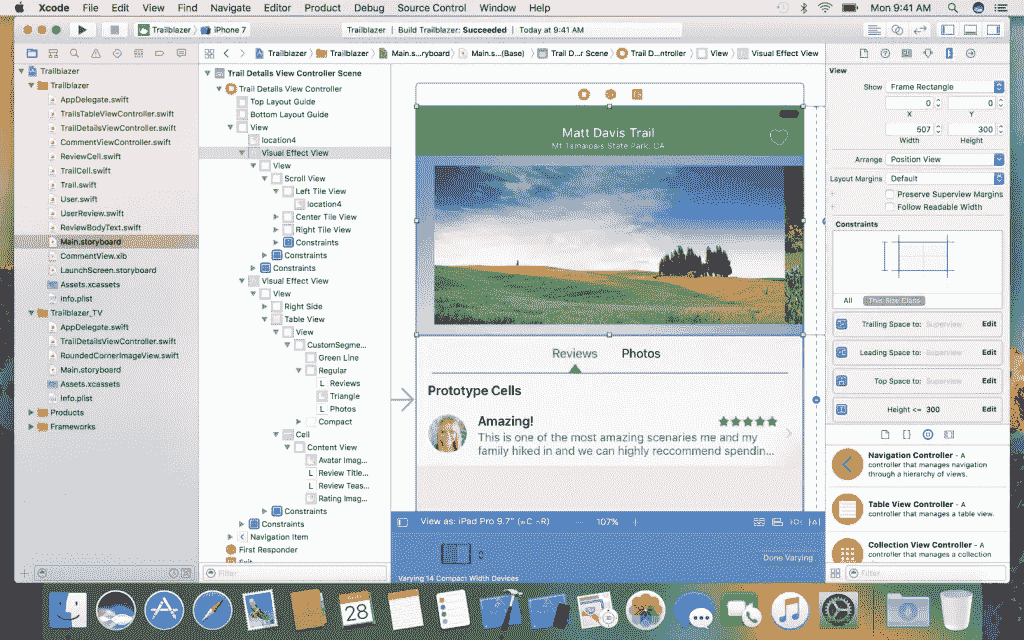 Xcode File Edit View Find Navigate Editor Product Debug Source Control Window Help
Mon 9:41 AM
Trailblazer iPhone 7
Trailblazer | Build Trailblazer: Succeeded | Today at 9:41 AM
Trailblazer
Trailblazer
AppDelegate.swift
TrailsTableViewController.swift
TrailDetailsViewController.swift
CommentViewController.swift
ReviewCell.swift
TrailCell.swift
Trail.swift
User.swift
UserReview.swift
ReviewBodyText.swift
Main.storyboard
CommentView.xib
LaunchScreen.storyboard
Assets.xcassets
Info.plist
Trailblazer_TV
AppDelegate.swift
TrailDetailsViewController.swift
RoundedCornerImageView.swift
Main.storyboard
Assets.xcassets
Info.plist
Products
Frameworks
Trailblazer
Trailblazer
Main.s...ryboard
Main.s...(Base)
Trail D...r Scene
Trail D...ntroller
View
Visual Effect View
Trail Details View Controller Scene
Trail Details View Controller
Top Layout Guide
Bottom Layout Guide
View
location4
Visual Effect View
View
Scroll View
Left Tile View
location4
Center Tile View
Right Tile View
Constraints
Constraints
Constraints
Visual Effect View
View
Right Side
Table View
View
CustomSegme...
Green Line
Regular
L Reviews
Triangle
L Photos
Compact
Cell
Content View
Avatar Imag...
L Review Title...
L Review Teas...
Rating Imag...
Constraints
Constraints
Navigation Item
First Responder
Exit
Filter
Matt Davis Trail
Mt Tamalpais State Park, CA
Reviews Photos
Prototype Cells
Amazing!
This is one of the most amazing scenaries me and my
family hiked in and we can highly reccommend spendin...
View as: iPad Pro 9.7" (wC hR)
107%
Done Varying
Varying 14 Compact Width Devices
View
Show Frame Rectangle
0 0
X Y
507 300
Width Height
Arrange Position View
Layout Margins Default
Preserve Superview Margins
Follow Readable Width
Constraints
All This Size Class
Trailing Space to: Superview Edit
Leading Space to: Superview Edit
Top Space to: Superview Edit
Height <= 300 Edit
Navigation Controller - A
controller that manages navigation
through a hierarchy of views.
Table View Controller - A
controller that manages a table view.
Collection View Controller - A
controller that manages a collection
Filter
28